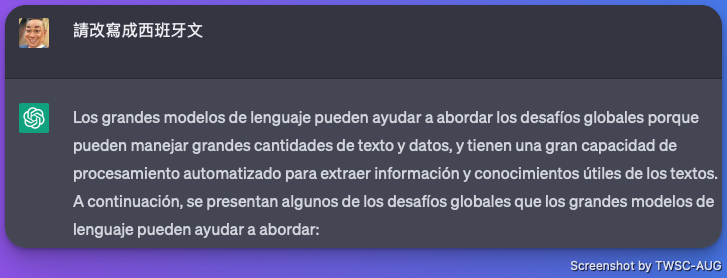 請改寫成西班牙文
Los grandes modelos de lenguaje pueden ayudar a abordar los desafíos globales porque
pueden manejar grandes cantidades de texto y datos, y tienen una gran capacidad de
procesamiento automatizado para extraer información y conocimientos útiles de los textos.
A continuación, se presentan algunos de los desafíos globales que los grandes modelos de
lenguaje pueden ayudar a abordar:
Screenshot by TWSC-AUG